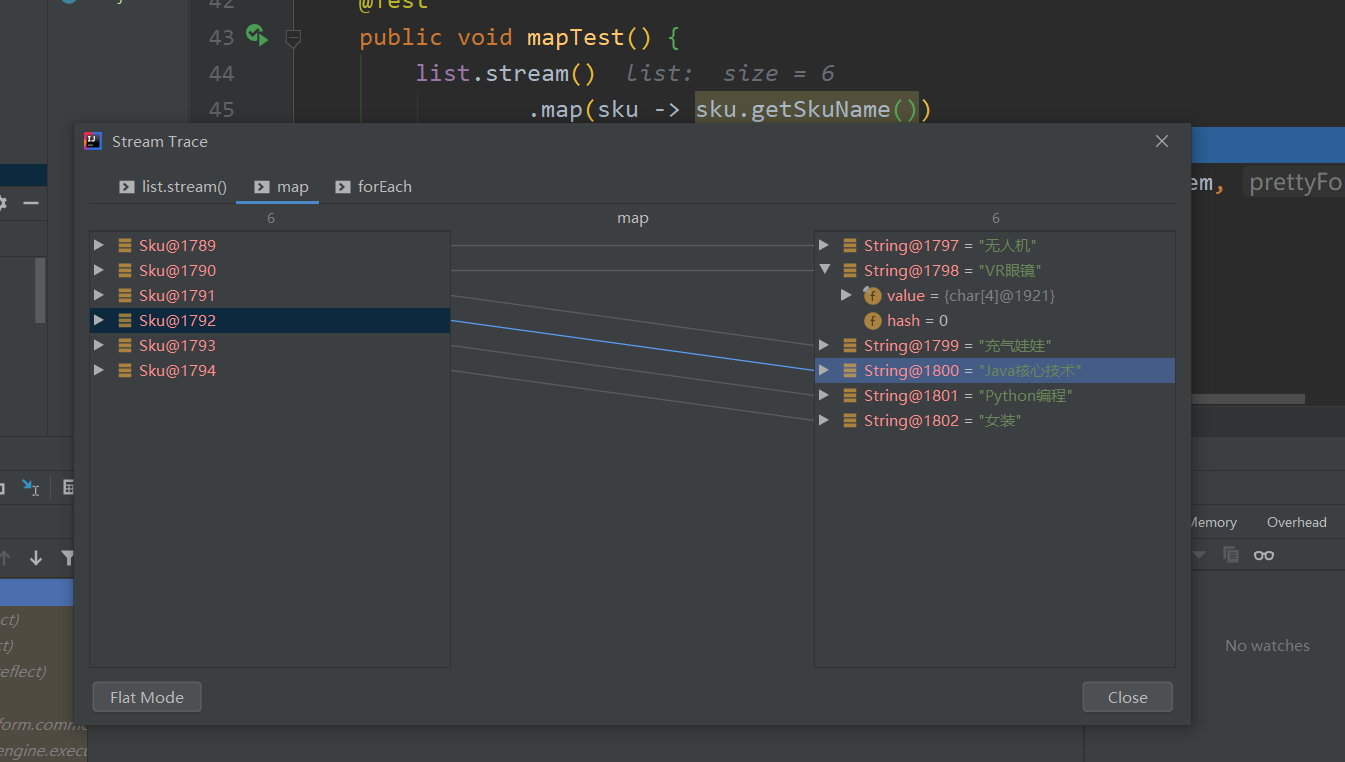 42 @Test
43 public void mapTest() {
44 list.stream() list: size = 6
45 .map(sku -> sku.getSkuName())
Stream Trace
list.stream() map forEach
6 map 6
Sku@1789 String@1797 = "无人机"
Sku@1790 String@1798 = "VR眼镜"
Sku@1791 value = {char[4]@1921}
Sku@1792 hash = 0
Sku@1793 String@1799 = "充气娃娃"
Sku@1794 String@1800 = "Java核心技术"
String@1801 = "Python编程"
String@1802 = "女装"
Flat Mode Close
em, prettyFo
Memory Overhead
No watches
ct)
ct)
eflect)
form.comm
engine.execu